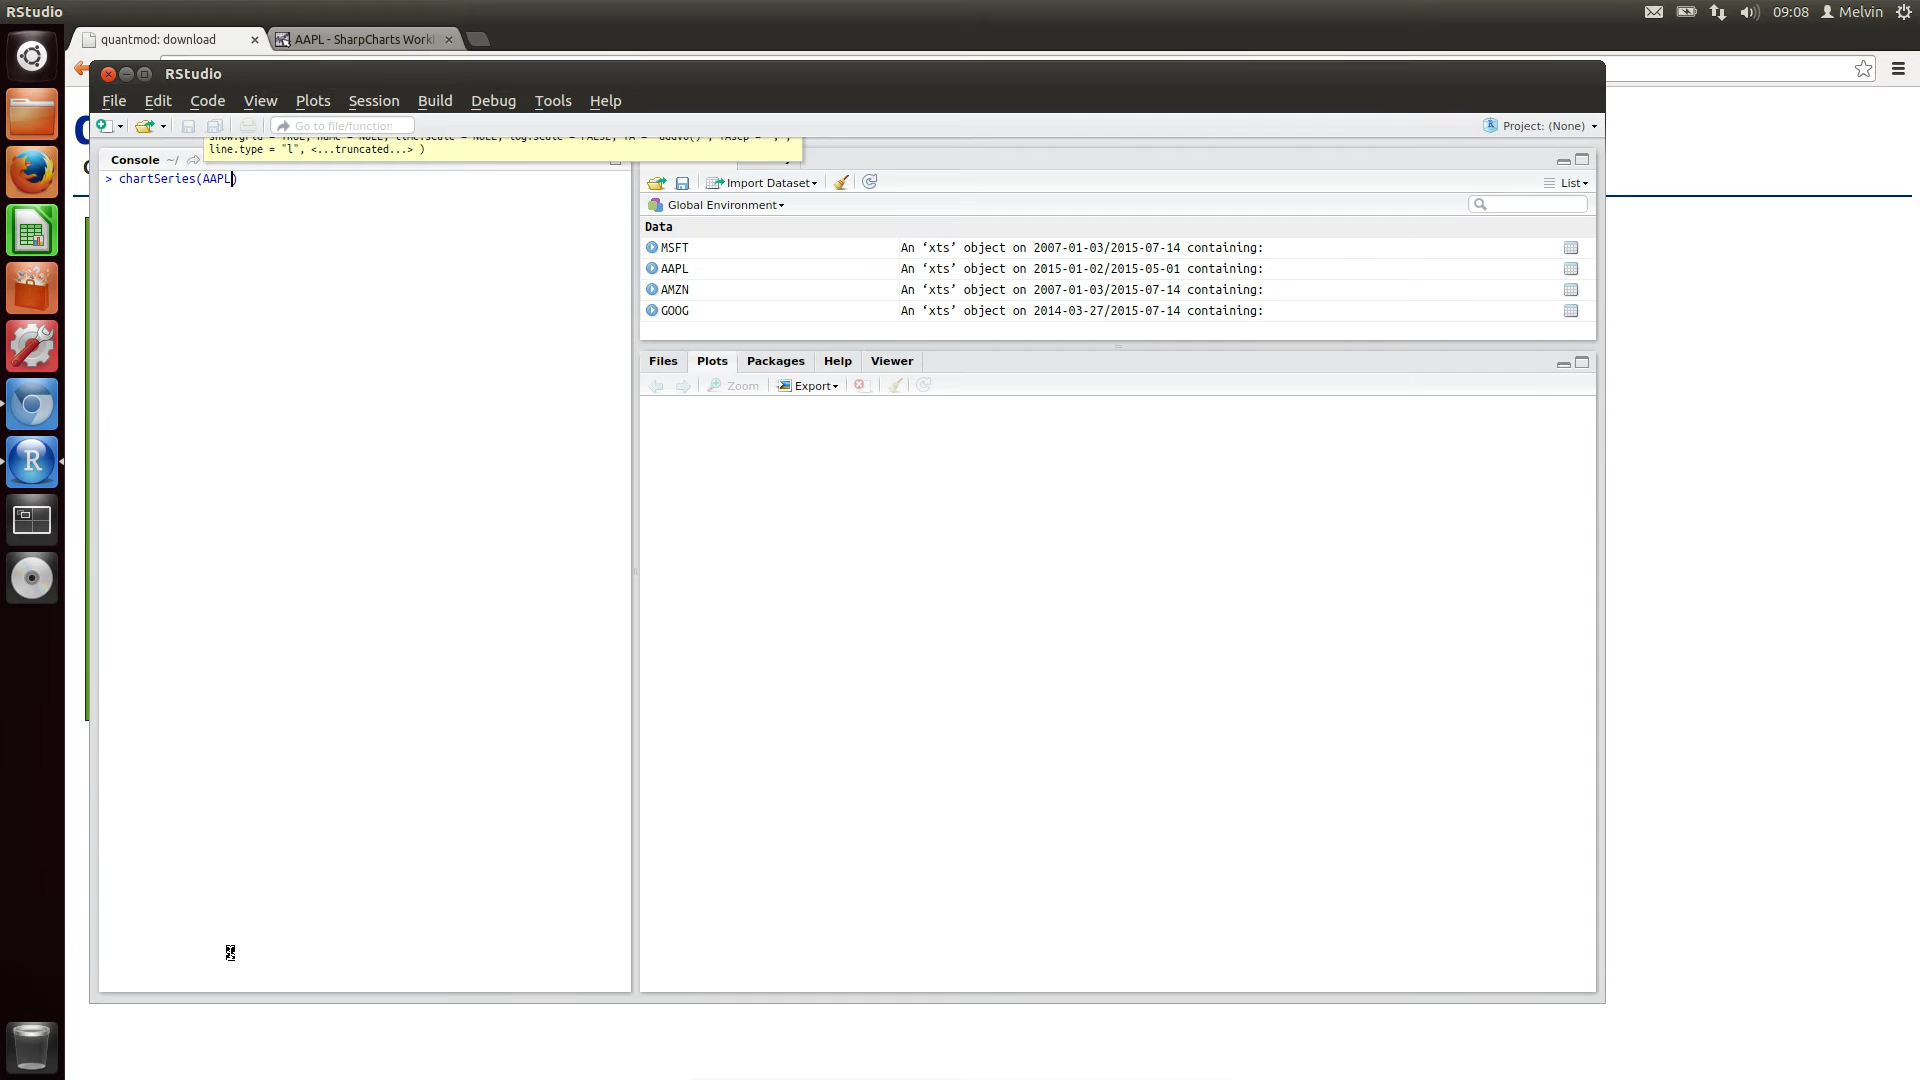 RStudio
09:08 Melvin
quantmod: download
AAPL - SharpCharts Work
RStudio
File Edit Code View Plots Session Build Debug Tools Help
Go to file/function
Project: (None)
line.type = "l", <...truncated...> )
Console ~/
> chartSeries(AAPL)
Import Dataset
List
Global Environment
Data
MSFT An ‘xts’ object on 2007-01-03/2015-07-14 containing:
AAPL An ‘xts’ object on 2015-01-02/2015-05-01 containing:
AMZN An ‘xts’ object on 2007-01-03/2015-07-14 containing:
GOOG An ‘xts’ object on 2014-03-27/2015-07-14 containing:
Files Plots Packages Help Viewer
Zoom Export
R